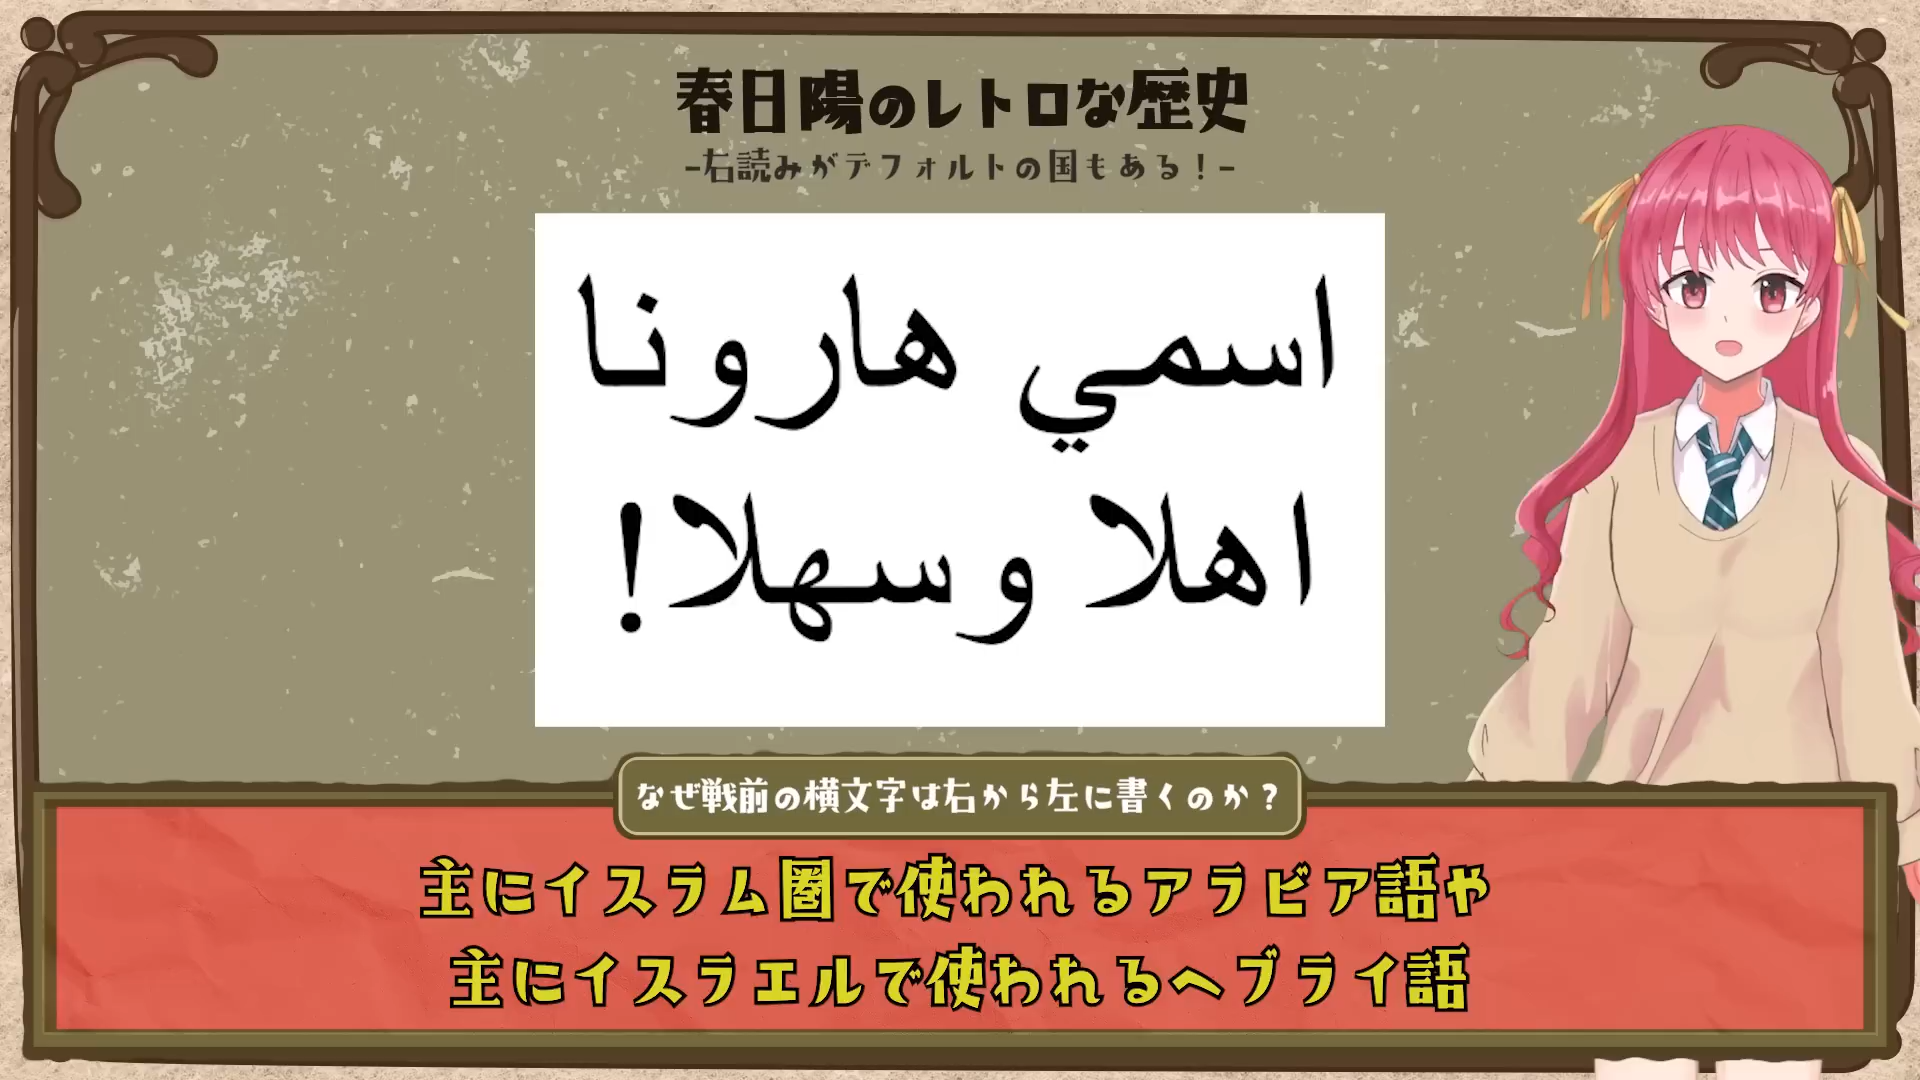 春日陽のレトロな歴史
-右読みがデフォルトの国もある！-
اسمي هارونا
اهلا وسهلا!
なぜ戦前の横文字は右から左に書くのか？
主にイスラム圏で使われるアラビア語や
主にイスラエルで使われるヘブライ語